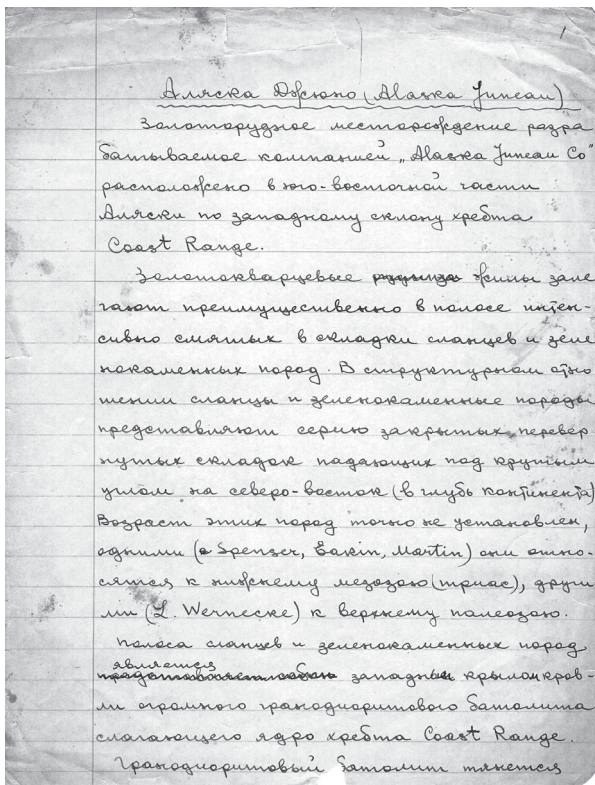 1
Аляска Джюно (Alaska Juneau)
Золоторудное месторождение разра
батываемое компанией „Alaska Juneau Co"
расположено в юго-восточной части
Аляски по западному склону хребта
Coast Range.
Золотокварцевые жилы зале
гают преимущественно в полосе интен-
сивно смятых в складки сланцев и зеле
нокаменных пород. В структурном отно
шении сланцы и зеленокаменные породы
представляют серию закрытых перевер
нутых складок падающих под крутым
углом на северо-восток (в глубь континента)
Возраст этих пород точно не установлен,
одними (Spenser, Eakin, Martin) они отно-
сятся к нижнему мезозою (триас), други
ми (L. Wernecke) к верхнему палеозою.
Полоса сланцев и зеленокаменных пород
является
западным крылом кров-
ли огромного гранодиоритового батолита
слагающего ядро хребта Coast Range.
Гранодиоритовый батолит тянется